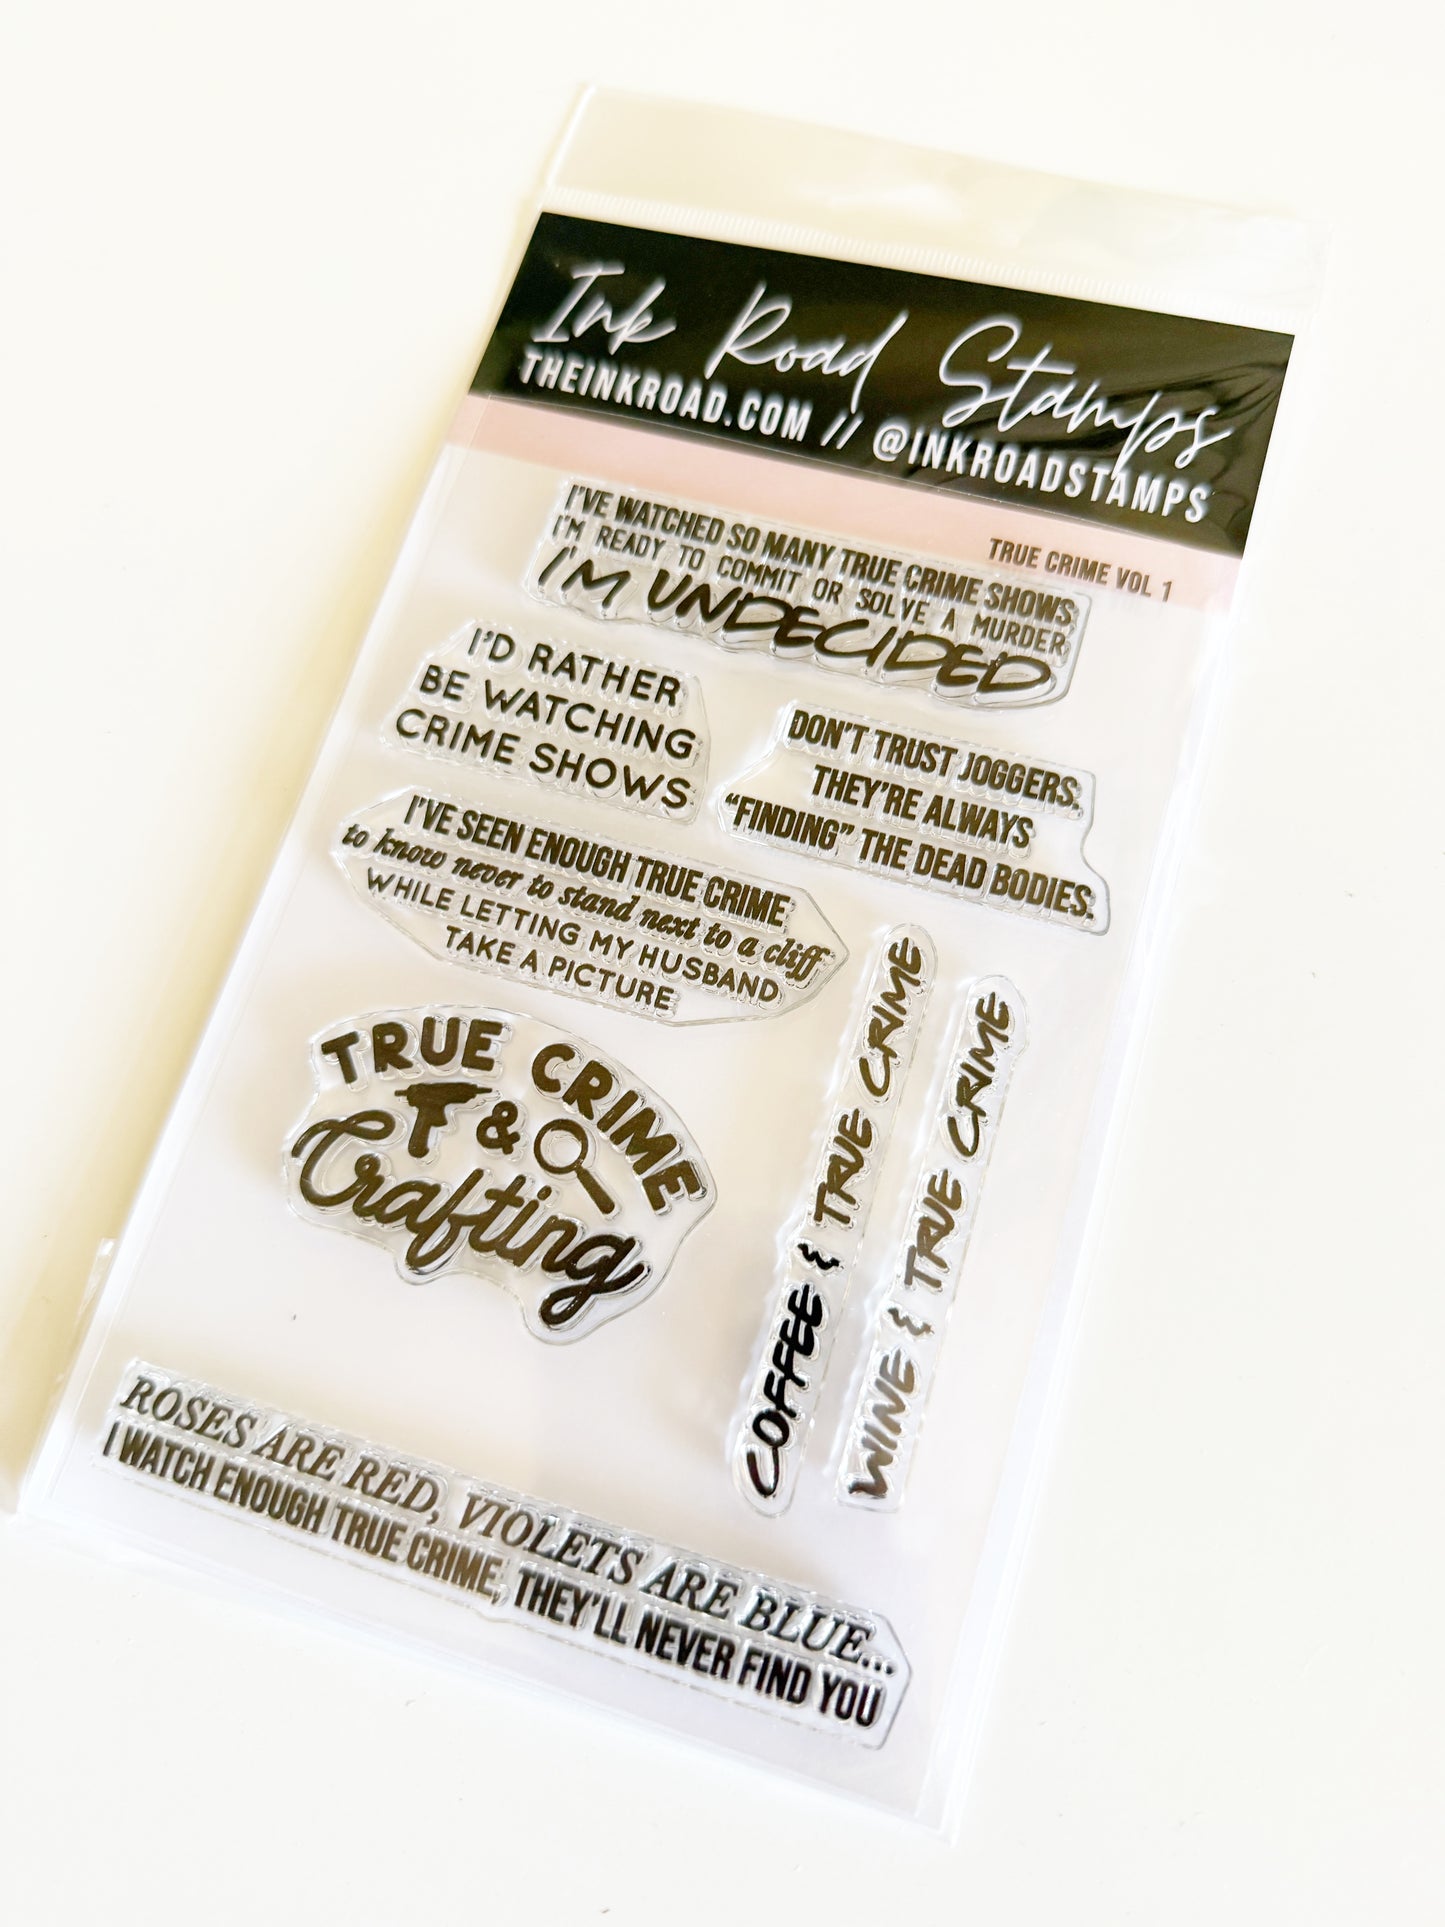 Ink Road Stamps
THEINKROAD.COM // @INKROADSTAMPS
TRUE CRIME VOL 1
I'VE WATCHED SO MANY TRUE CRIME SHOWS,
I'M READY TO COMMIT OR SOLVE A MURDER,
I'M UNDECIDED
I'D RATHER
BE WATCHING
CRIME SHOWS
DON'T TRUST JOGGERS.
THEY'RE ALWAYS
"FINDING" THE DEAD BODIES.
I'VE SEEN ENOUGH TRUE CRIME
to know never to stand next to a cliff
WHILE LETTING MY HUSBAND
TAKE A PICTURE
TRUE CRIME
&
Crafting
COFFEE & TRUE CRIME
WINE & TRUE CRIME
ROSES ARE RED, VIOLETS ARE BLUE...
I WATCH ENOUGH TRUE CRIME, THEY'LL NEVER FIND YOU